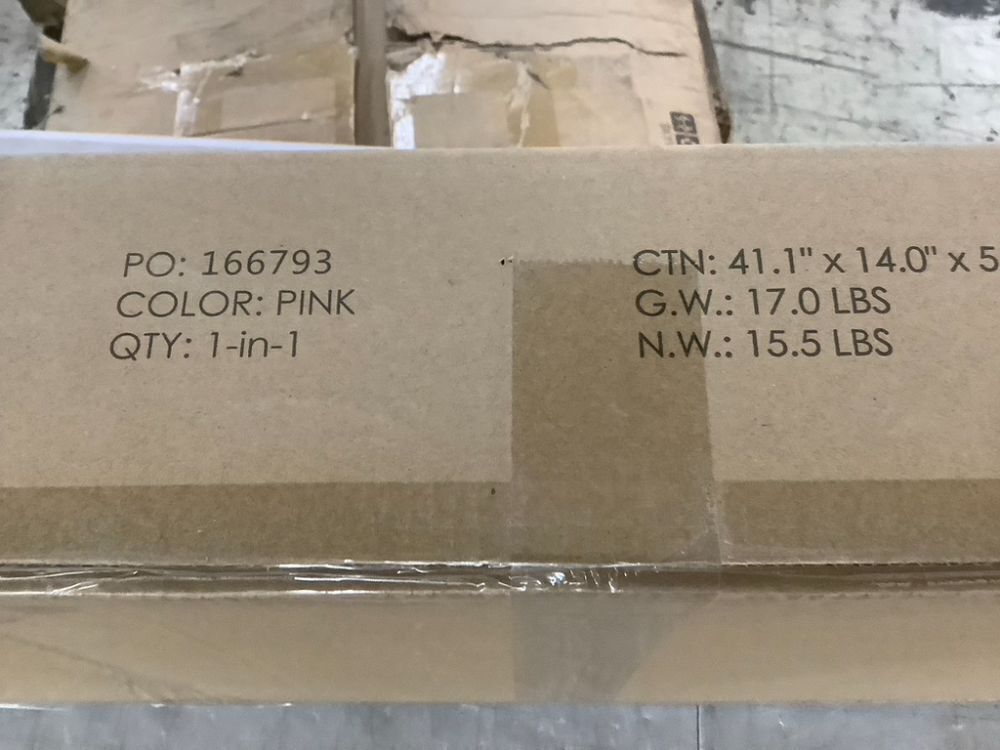 PO: 166793
COLOR: PINK
QTY: 1-in-1
CTN: 41.1" x 14.0" x 5
G.W.: 17.0 LBS
N.W.: 15.5 LBS